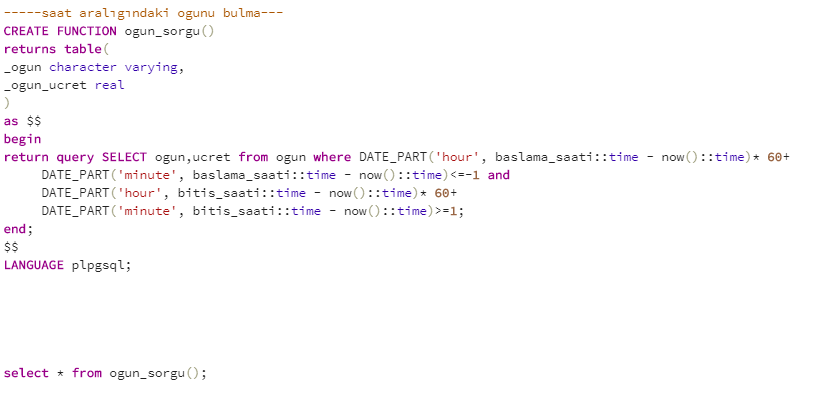 -----saat aralıgındaki ogunu bulma---
CREATE FUNCTION ogun_sorgu()
returns table(
_ogun character varying,
_ogun_ucret real
)
as $$
begin
return query SELECT ogun,ucret from ogun where DATE_PART('hour', baslama_saati::time - now()::time)* 60+
DATE_PART('minute', baslama_saati::time - now()::time)<=-1 and
DATE_PART('hour', bitis_saati::time - now()::time)* 60+
DATE_PART('minute', bitis_saati::time - now()::time)>=1;
end;
$$
LANGUAGE plpgsql;
select * from ogun_sorgu();